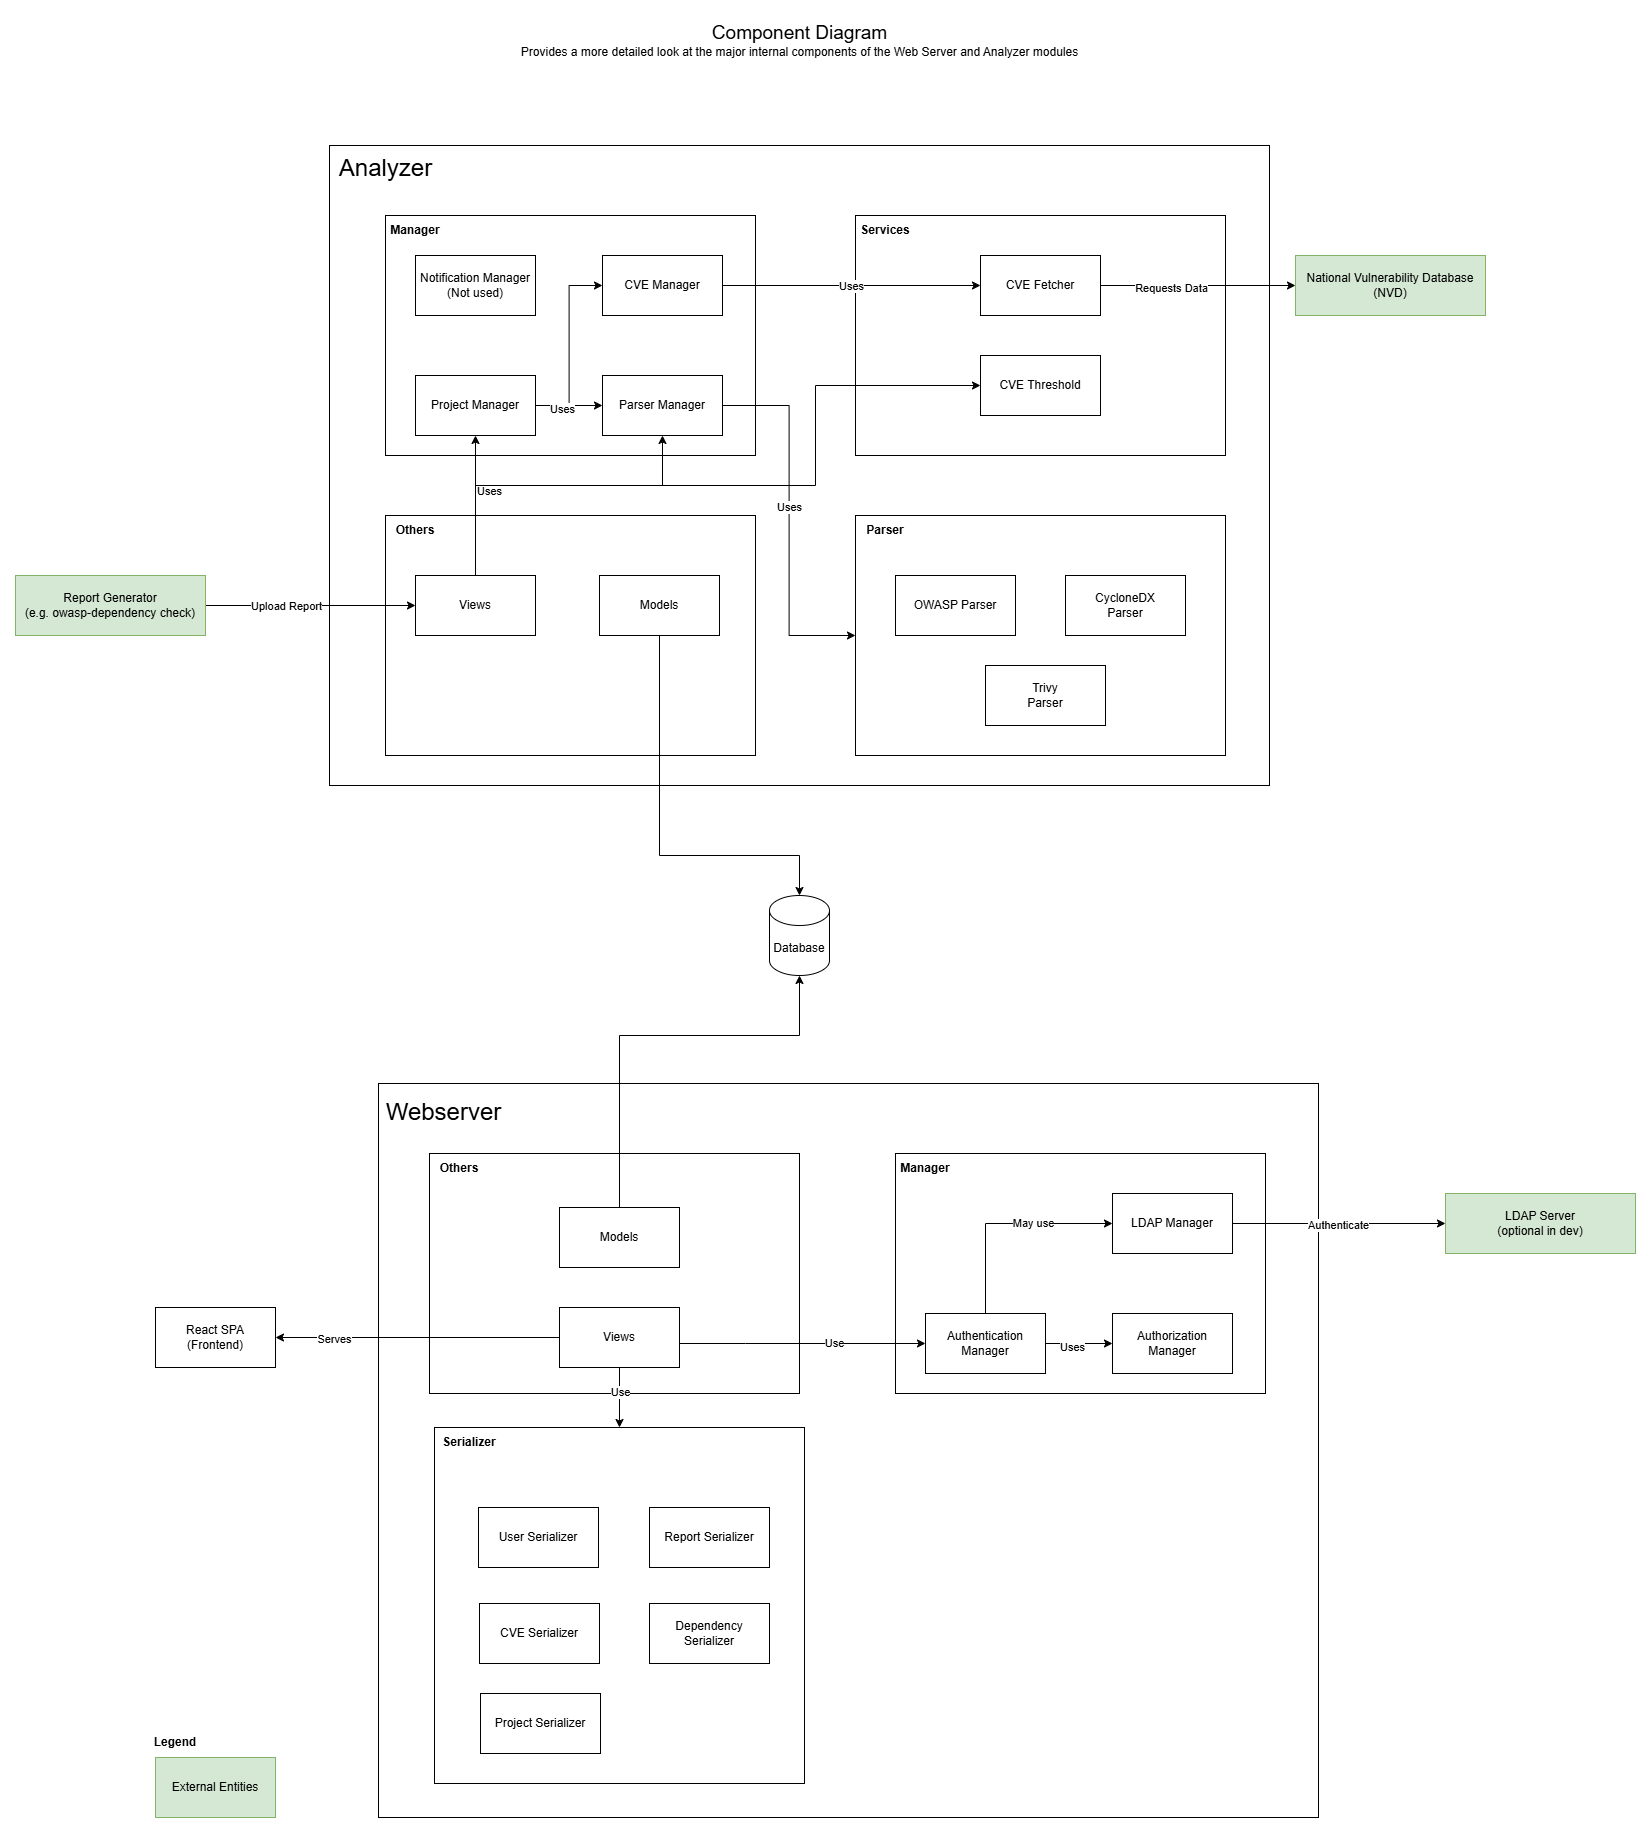 Component Diagram
Provides a more detailed look at the major internal components of the Web Server and Analyzer modules
Analyzer
Manager
Services
Notification Manager
(Not used)
CVE Manager
Uses
CVE Fetcher
Requests Data
National Vulnerability Database
(NVD)
Project Manager
Uses
Parser Manager
CVE Threshold
Uses
Uses
Others
Parser
Report Generator
(e.g. owasp-dependency check)
Upload Report
Views
Models
OWASP Parser
CycloneDX
Parser
Trivy
Parser
Database
Webserver
Others
Manager
Models
May use
LDAP Manager
Authenticate
LDAP Server
(optional in dev)
React SPA
(Frontend)
Serves
Views
Use
Authentication
Manager
Uses
Authorization
Manager
Use
Serializer
User Serializer
Report Serializer
CVE Serializer
Dependency
Serializer
Project Serializer
Legend
External Entities